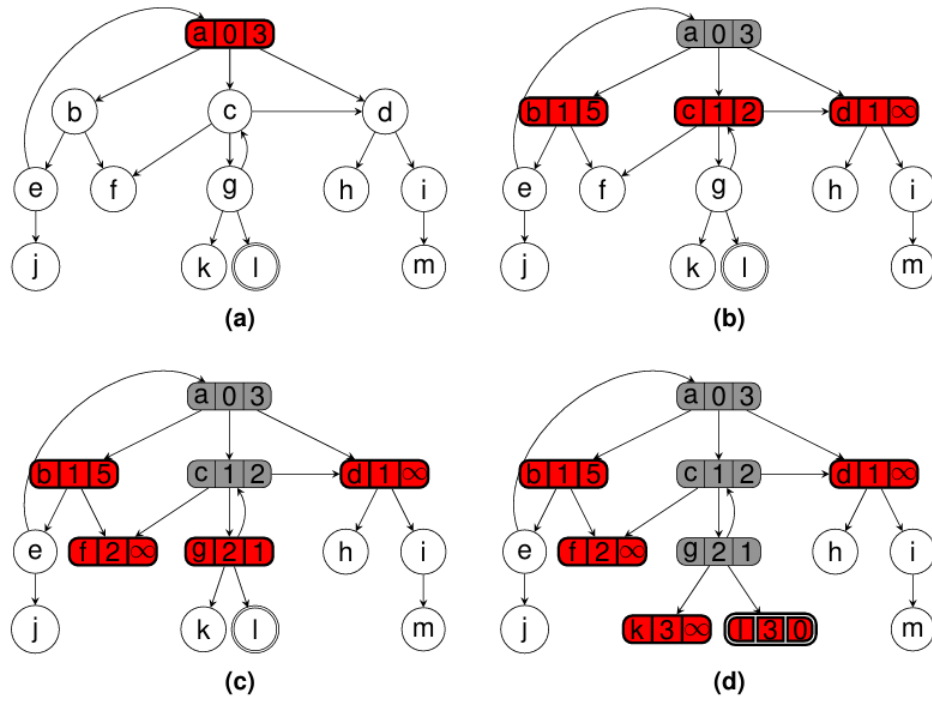 a 0 3
b c d
e f g h i
j k l m
(a)
a 0 3
b 1 5 c 1 2 d 1 ∞
e f g h i
j k l m
(b)
a 0 3
b 1 5 c 1 2 d 1 ∞
e f 2 ∞ g 2 1 h i
j k l m
(c)
a 0 3
b 1 5 c 1 2 d 1 ∞
e f 2 ∞ g 2 1 h i
j k 3 ∞ l 3 0 m
(d)